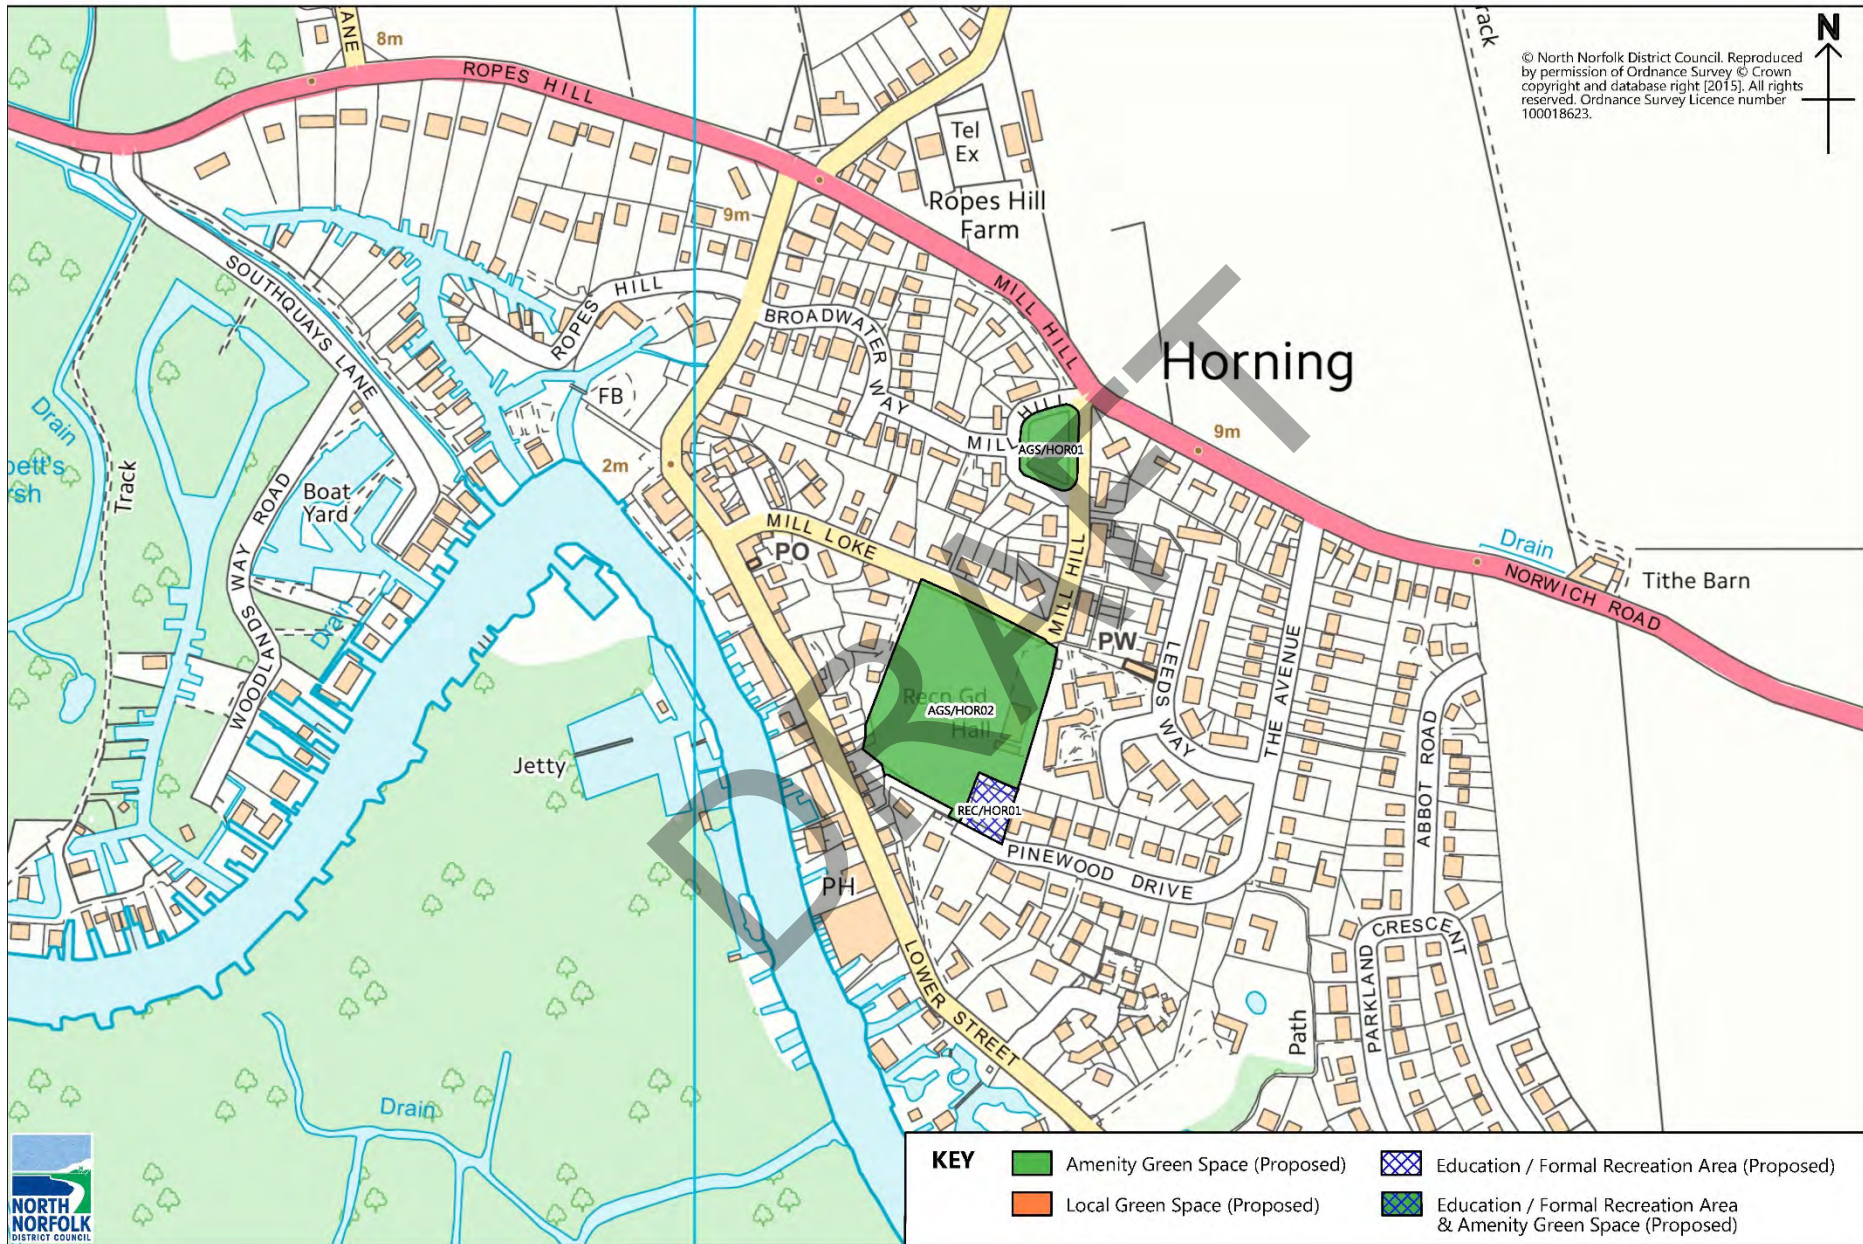 ANE
8m
ROPES HILL
Track
N
© North Norfolk District Council. Reproduced
by permission of Ordnance Survey © Crown
copyright and database right [2015]. All rights
reserved. Ordnance Survey Licence number
100018623.
Tel
Ex
9m
Ropes Hill
Farm
SOUTHQUAYS LANE
ROPES HILL
MILL HILL
BROADWATER WAY
Horning
FB
Drain
MILL HILL
AGS/HOR01
9m
2m
pett's
rsh
Track
Boat
Yard
WOODLANDS WAY ROAD
MILL LOKE
PO
Drain
NORWICH ROAD
Tithe Barn
MILL HILL
Drain
PW
LEEDS WAY
THE AVENUE
Recn Gd
AGS/HOR02
Hall
ABBOT ROAD
Jetty
REC/HOR01
PINEWOOD DRIVE
PH
PARKLAND CRESCENT
LOWER STREET
Path
Drain
DRAFT
KEY
Amenity Green Space (Proposed)
Education / Formal Recreation Area (Proposed)
Local Green Space (Proposed)
Education / Formal Recreation Area
& Amenity Green Space (Proposed)
NORTH
NORFOLK
DISTRICT COUNCIL